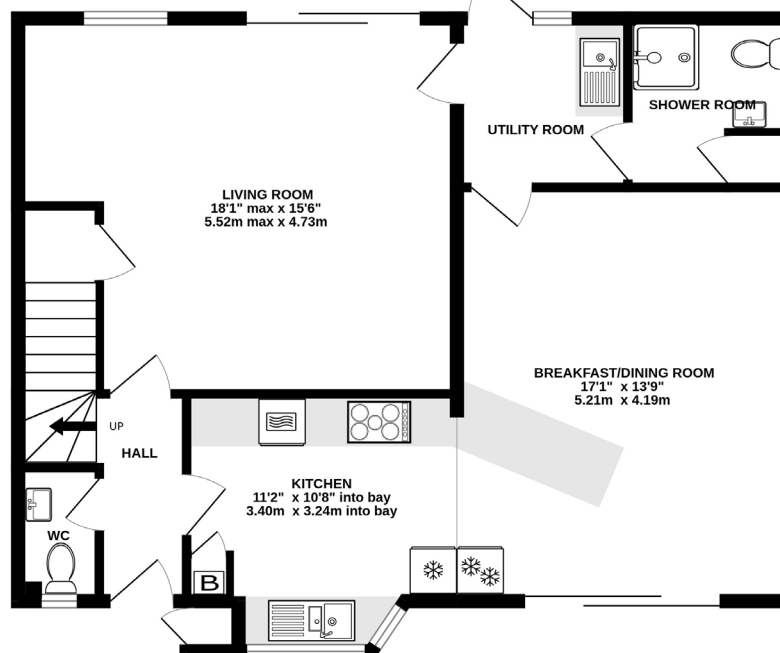 SHOWER ROOM
UTILITY ROOM
LIVING ROOM
18'1" max x 15'6"
5.52m max x 4.73m
BREAKFAST/DINING ROOM
17'1" x 13'9"
5.21m x 4.19m
UP
HALL
KITCHEN
11'2" x 10'8" into bay
3.40m x 3.24m into bay
WC
B